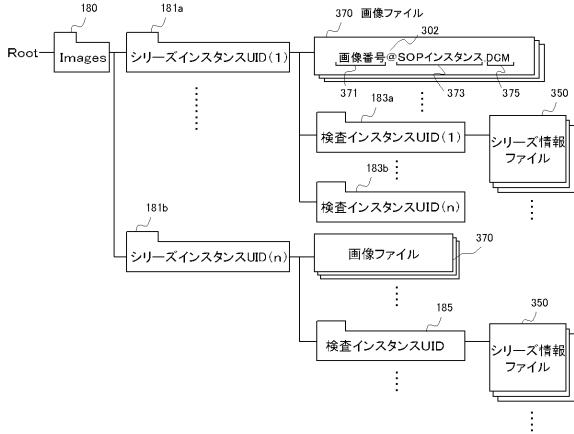 180
181a
370 画像ファイル
302
Root
Images
シリーズインスタンスUID(1)
画像番号@SOPインスタンス.DCM
371
373
375
183a
350
検査インスタンスUID(1)
シリーズ情報
ファイル
183b
検査インスタンスUID(n)
181b
シリーズインスタンスUID(n)
画像ファイル
370
185
350
検査インスタンスUID
シリーズ情報
ファイル